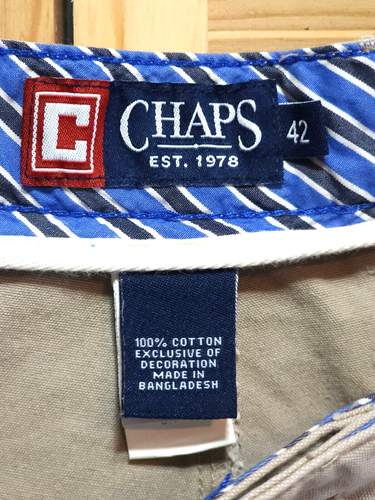 C
CHAPS
EST. 1978
42
100% COTTON
EXCLUSIVE OF
DECORATION
MADE IN
BANGLADESH